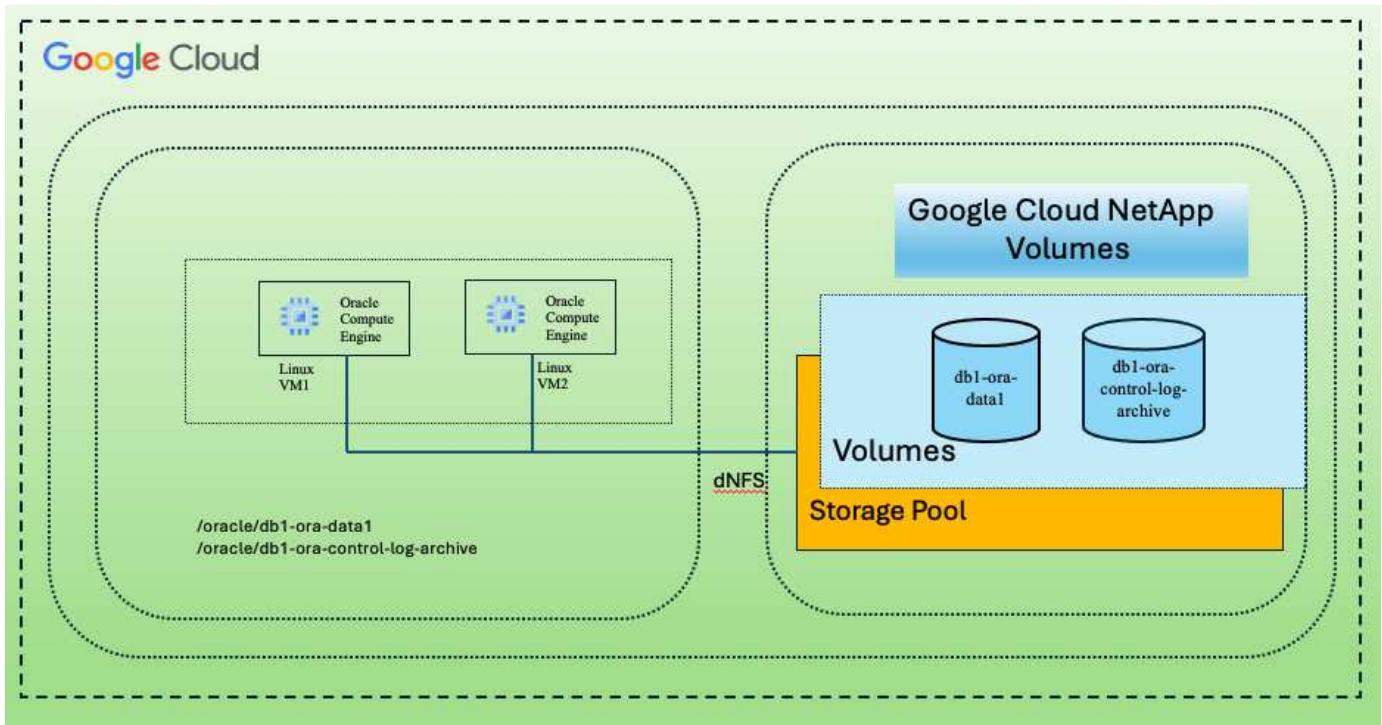 Google Cloud
Google Cloud NetApp
Volumes
Oracle
Compute
Engine
Linux
VM1
Oracle
Compute
Engine
Linux
VM2
db1-ora-
data1
db1-ora-
control-log-
archive
Volumes
dNFS
Storage Pool
/oracle/db1-ora-data1
/oracle/db1-ora-control-log-archive